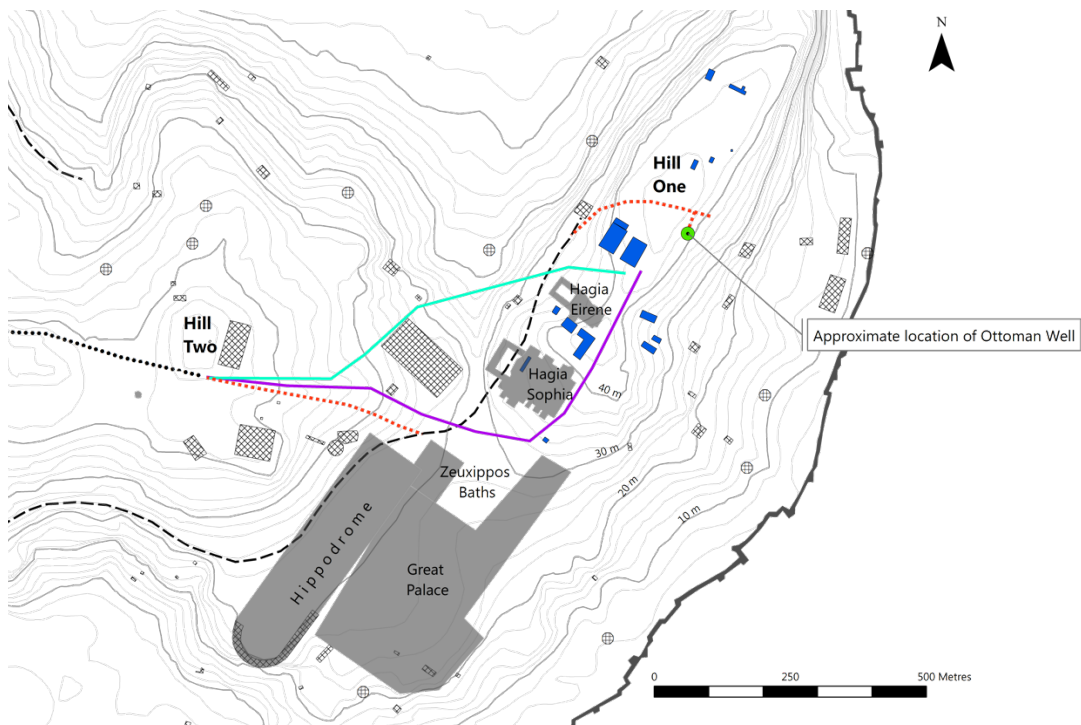 N
Hill
One
Hagia
Eirene
Approximate location of Ottoman Well
Hill
Two
Hagia
Sophia
40 m
30 m
20 m
10 m
Zeuxippos
Baths
Hippodrome
Great
Palace
0 250 500 Metres